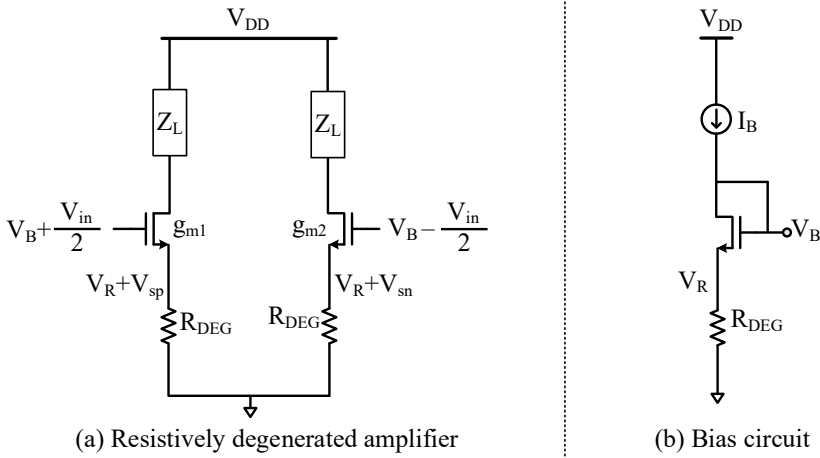 V_DD
V_DD
Z_L
Z_L
I_B
V_B + V_in/2
g_m1
g_m2
V_B − V_in/2
V_B
V_R+V_sp
V_R+V_sn
V_R
R_DEG
R_DEG
R_DEG
(a) Resistively degenerated amplifier
(b) Bias circuit